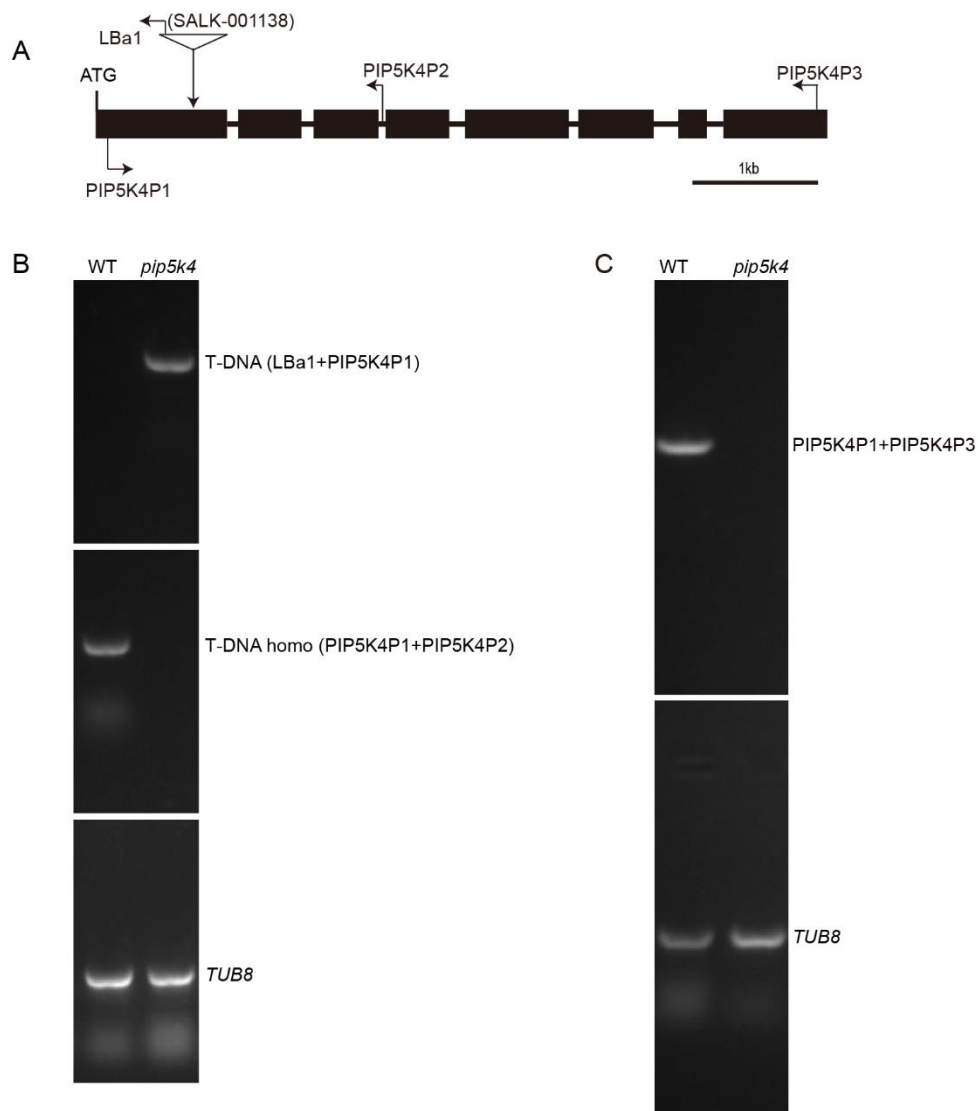 A
LBa1
(SALK-001138)
ATG
PIP5K4P2
PIP5K4P3
PIP5K4P1
1kb
B
WT pip5k4
T-DNA (LBa1+PIP5K4P1)
T-DNA homo (PIP5K4P1+PIP5K4P2)
TUB8
C
WT pip5k4
PIP5K4P1+PIP5K4P3
TUB8